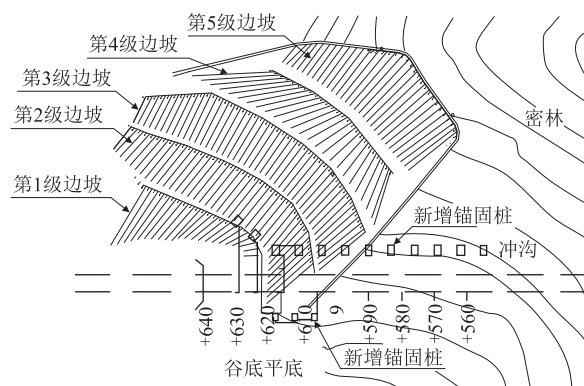 第5级边坡
第4级边坡
第3级边坡
第2级边坡
第1级边坡
密林
新增锚固桩
冲沟
+640
+630
+620
+610
9
+590
+580
+570
+560
新增锚固桩
谷底平底